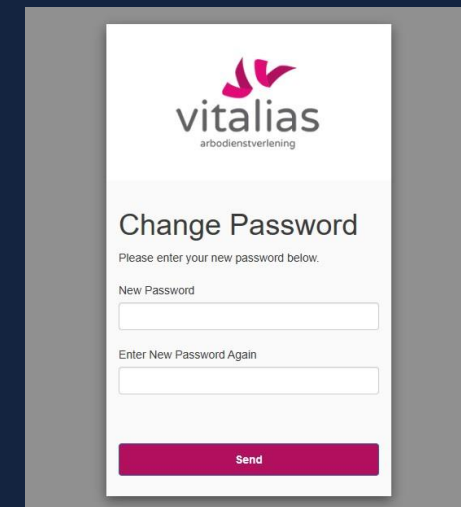 vitalias
arbodienstverlening
Change Password
Please enter your new password below.
New Password
Enter New Password Again
Send